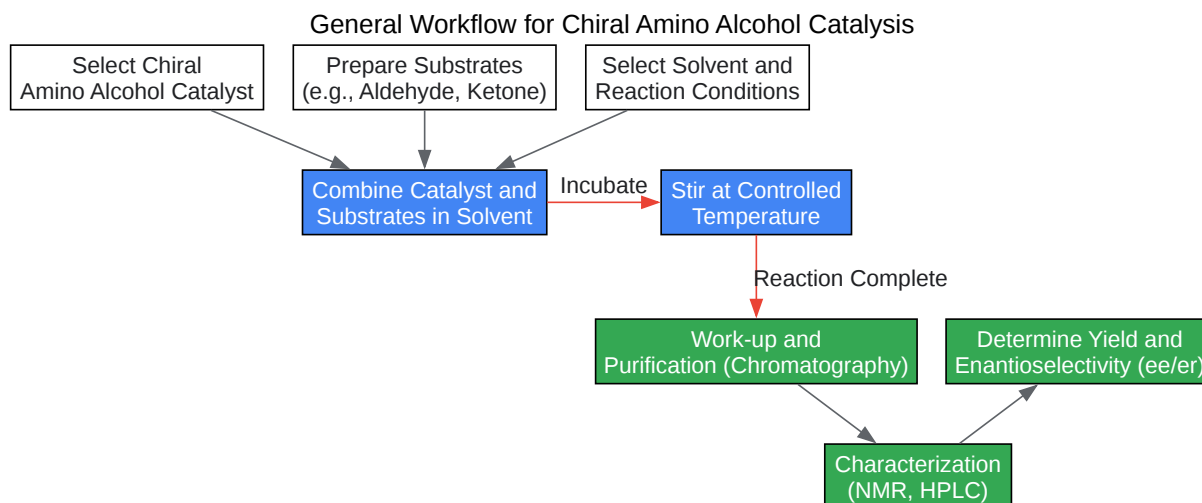 General Workflow for Chiral Amino Alcohol Catalysis
Select Chiral
Amino Alcohol Catalyst
Prepare Substrates
(e.g., Aldehyde, Ketone)
Select Solvent and
Reaction Conditions
Combine Catalyst and
Substrates in Solvent
Incubate
Stir at Controlled
Temperature
Reaction Complete
Work-up and
Purification (Chromatography)
Determine Yield and
Enantioselectivity (ee/er)
Characterization
(NMR, HPLC)